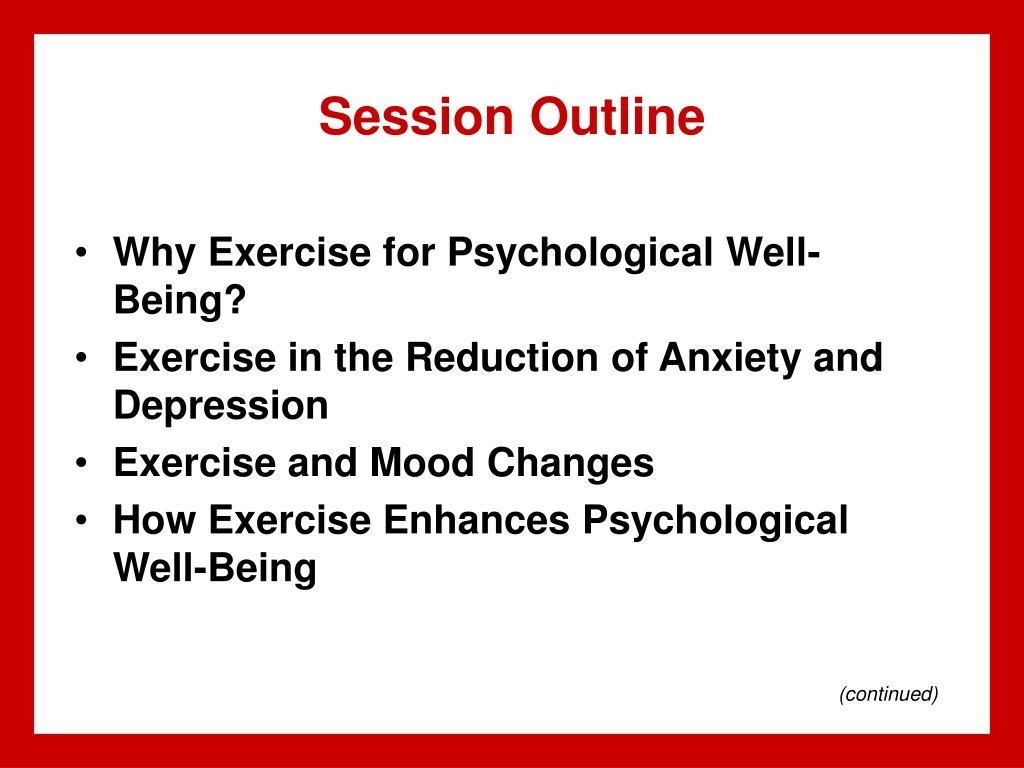 Session Outline
• Why Exercise for Psychological Well-
Being?
• Exercise in the Reduction of Anxiety and
Depression
• Exercise and Mood Changes
• How Exercise Enhances Psychological
Well-Being
(continued)